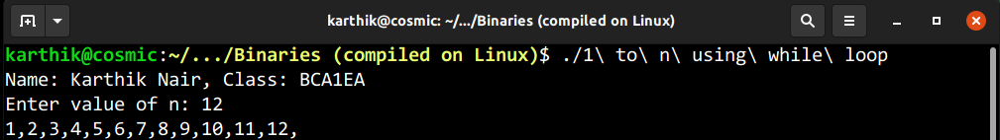 karthik@cosmic: ~/.../Binaries (compiled on Linux)
karthik@cosmic:~/.../Binaries (compiled on Linux)$ ./1\ to\ n\ using\ while\ loop
Name: Karthik Nair, Class: BCA1EA
Enter value of n: 12
1,2,3,4,5,6,7,8,9,10,11,12,